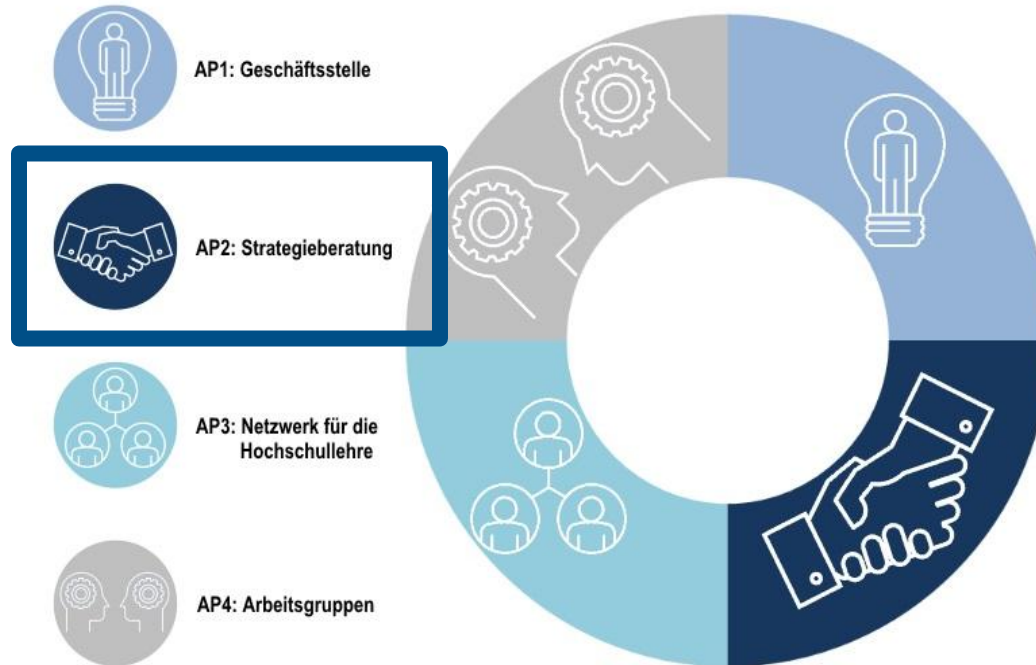 AP1: Geschäftsstelle
AP2: Strategieberatung
AP3: Netzwerk für die
Hochschullehre
AP4: Arbeitsgruppen